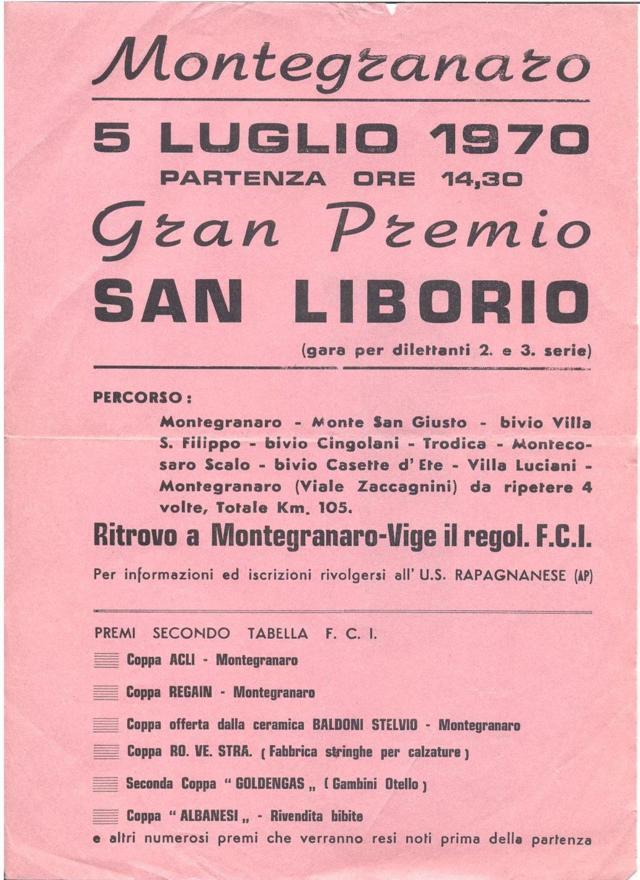 Montegranaro
5 LUGLIO 1970
PARTENZA ORE 14,30
Gran Premio
SAN LIBORIO
(gara per dilettanti 2. e 3. serie)
PERCORSO:
Montegranaro - Monte San Giusto - bivio Villa
S. Filippo - bivio Cingolani - Trodica - Monteco-
saro Scalo - bivio Casette d'Ete - Villa Luciani -
Montegranaro (Viale Zaccagnini) da ripetere 4
volte, Totale Km. 105.
Ritrovo a Montegranaro-Vige il regol. F.C.I.
Per informazioni ed iscrizioni rivolgersi all'U.S. RAPAGNANESE (AP)
PREMI SECONDO TABELLA F. C. I.
Coppa ACLI - Montegranaro
Coppa REGAIN - Montegranaro
Coppa offerta dalla ceramica BALDONI STELVIO - Montegranaro
Coppa RO. VE. STRA. (Fabbrica stringhe per calzature)
Seconda Coppa “ GOLDENGAS „ (Gambini Otello)
Coppa “ ALBANESI „ - Rivendita bibite
e altri numerosi premi che verranno resi noti prima della partenza